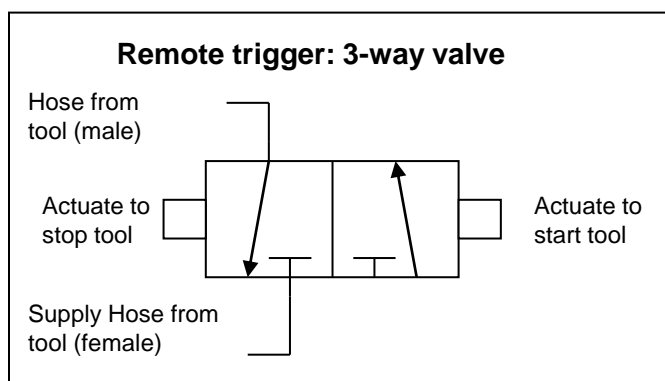 Remote trigger: 3-way valve
Hose from
tool (male)
Actuate to
stop tool
Actuate to
start tool
Supply Hose from
tool (female)